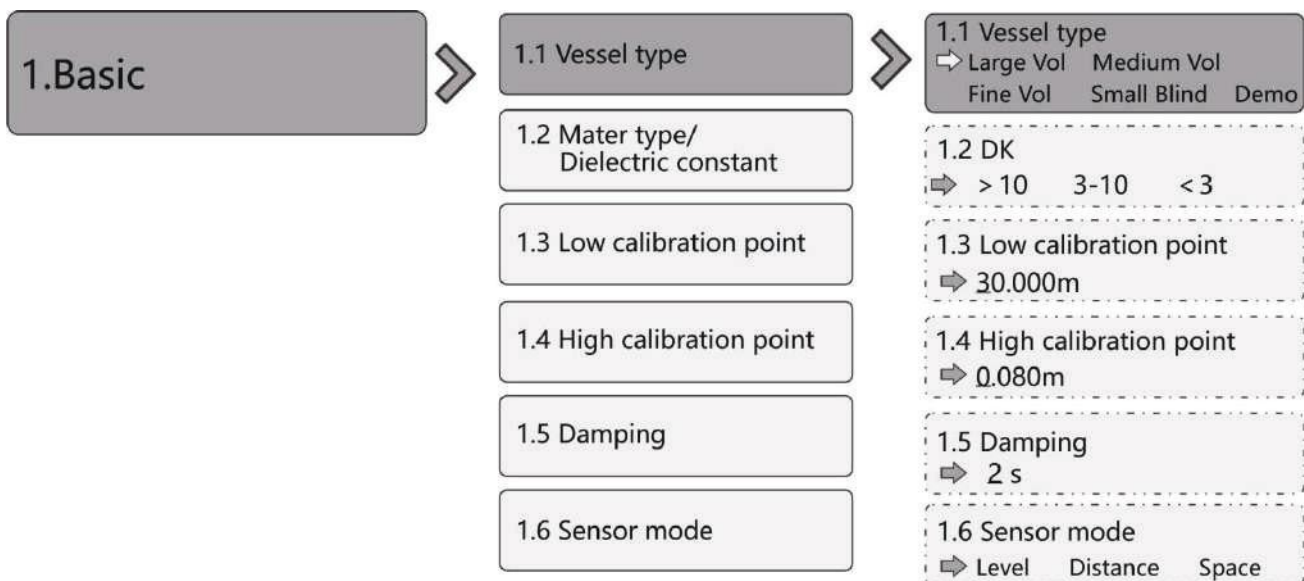 1.Basic
1.1 Vessel type
1.2 Mater type/
Dielectric constant
1.3 Low calibration point
1.4 High calibration point
1.5 Damping
1.6 Sensor mode
1.1 Vessel type
Large Vol Medium Vol
Fine Vol Small Blind Demo
1.2 DK
> 10 3-10 < 3
1.3 Low calibration point
30.000m
1.4 High calibration point
0.080m
1.5 Damping
2 s
1.6 Sensor mode
Level Distance Space